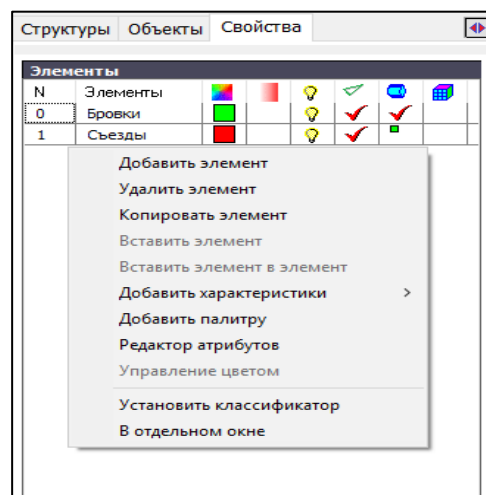 Структуры Объекты Свойства
Элементы
N Элементы
0 Бровки
1 Съезды
Добавить элемент
Удалить элемент
Копировать элемент
Вставить элемент
Вставить элемент в элемент
Добавить характеристики >
Добавить палитру
Редактор атрибутов
Управление цветом
Установить классификатор
В отдельном окне